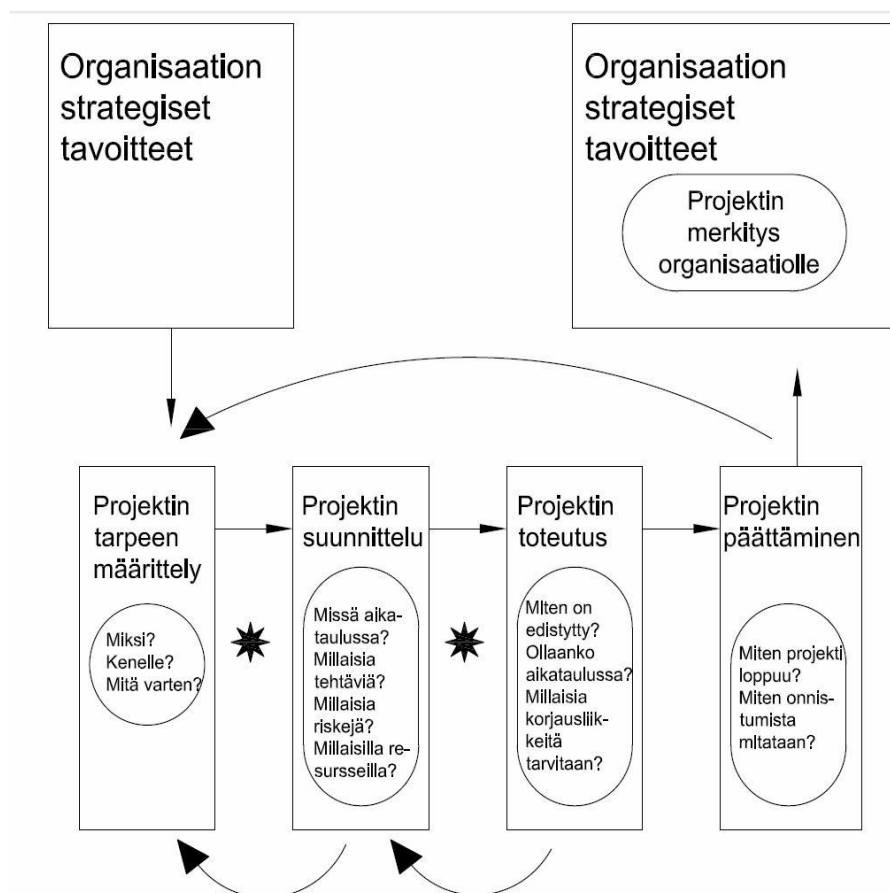 Organisaation
strategiset
tavoitteet
Organisaation
strategiset
tavoitteet
Projektin
merkitys
organisaatiolle
Projektin
tarpeen
määrittely
Miksi?
Kenelle?
Mitä varten?
Projektin
suunnittelu
Missä aika-
taulussa?
Millaisia
tehtäviä?
Millaisia
riskejä?
Millaisilla re-
sursseilla?
Projektin
toteutus
MIten on
edistytty?
Ollaanko
aikataulussa?
Millaisia
korjausliik-
keitä
tarvitaan?
Projektin
päättäminen
Miten projekti
loppuu?
Miten onnis-
tumista
mItataan?